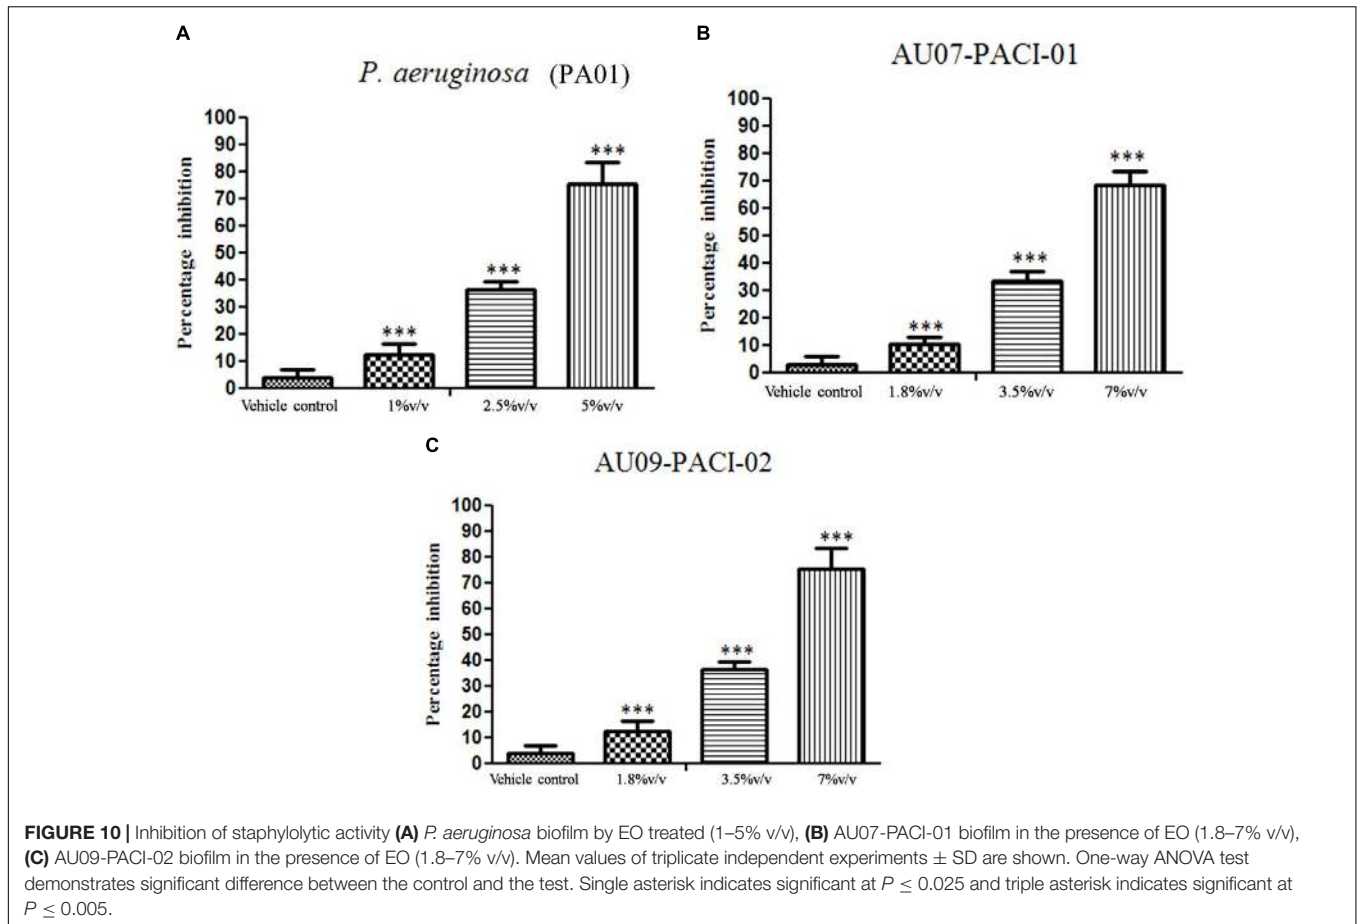 A
P. aeruginosa (PA01)
Percentage inhibition
100
90
80
70
60
50
40
30
20
10
0
***
***
***
Vehicle control 1%v/v 2.5%v/v 5%v/v
B
AU07-PACI-01
Percentage inhibition
100
90
80
70
60
50
40
30
20
10
0
***
***
***
Vehicle control 1.8%v/v 3.5%v/v 7%v/v
C
AU09-PACI-02
Percentage inhibition
100
90
80
70
60
50
40
30
20
10
0
***
***
***
Vehicle control 1.8%v/v 3.5%v/v 7%v/v
FIGURE 10 | Inhibition of staphylolytic activity (A) P. aeruginosa biofilm by EO treated (1–5% v/v), (B) AU07-PACI-01 biofilm in the presence of EO (1.8–7% v/v),
(C) AU09-PACI-02 biofilm in the presence of EO (1.8–7% v/v). Mean values of triplicate independent experiments ± SD are shown. One-way ANOVA test
demonstrates significant difference between the control and the test. Single asterisk indicates significant at P ≤ 0.025 and triple asterisk indicates significant at
P ≤ 0.005.